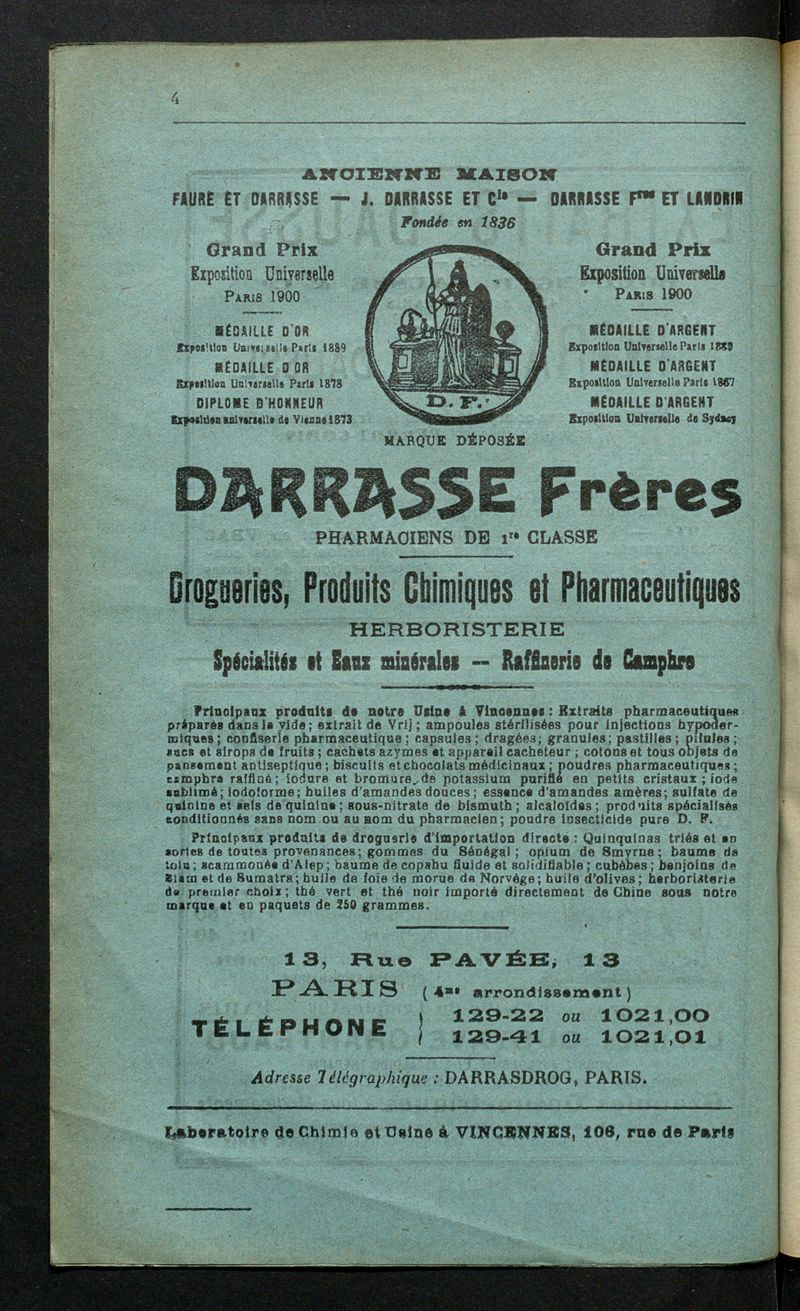 4
ANCIENNE MAISON
FAURE ET DARRASSE — J. DARRASSE ET Cie — DARRASSE Fres ET LANDRIN
Fondée en 1836
Grand Prix
Exposition Universelle
PARIS 1900
MÉDAILLE D'OR
Exposition Universelle Paris 1889
MÉDAILLE D'OR
Exposition Universelle Paris 1878
DIPLOME D'HONNEUR
Exposition universelle de Vienne 1873
D. F.
MARQUE DÉPOSÉE
Grand Prix
Exposition Universelle
PARIS 1900
MÉDAILLE D'ARGENT
Exposition Universelle Paris 1889
MÉDAILLE D'ARGENT
Exposition Universelle Paris 1867
MÉDAILLE D'ARGENT
Exposition Universelle de Sydney
DARRASSE Frères
PHARMACIENS DE 1re CLASSE
Drogueries, Produits Chimiques et Pharmaceutiques
HERBORISTERIE
Spécialités et Eaux minérales — Raffinerie de Camphre
Principaux produits de notre Usine à Vincennes : Extraits pharmaceutiques
préparés dans le vide ; extrait de Vrij ; ampoules stérilisées pour injections hypoder-
miques ; confiserie pharmaceutique ; capsules ; dragées ; granules ; pastilles ; pilules ;
sucs et sirops de fruits ; cachets azymes et appareil cacheteur ; cotons et tous objets de
pansement antiseptique ; biscuits et chocolats médicinaux ; poudres pharmaceutiques ;
camphre raffiné ; iodure et bromure de potassium purifié en petits cristaux ; iode
sublimé ; iodoforme ; huiles d'amandes douces ; essence d'amandes amères ; sulfate de
quinine et sels de quinine ; sous-nitrate de bismuth ; alcaloïdes ; produits spécialisés
conditionnés sans nom ou au nom du pharmacien ; poudre insecticide pure D. F.
Principaux produits de droguerie d'importation directe : Quinquinas triés et en
sortes de toutes provenances ; gommes du Sénégal ; opium de Smyrne ; baume de
tolu ; scammonée d'Alep ; baume de copahu fluide et solidifiable ; cubèbes ; benjoins de
Siam et de Sumatra ; huile de foie de morue de Norvège ; huile d'olives ; herboristerie
de premier choix ; thé vert et thé noir importé directement de Chine sous notre
marque et en paquets de 250 grammes.
13, Rue PAVÉE, 13
PARIS (4me arrondissement)
TÉLÉPHONE } 129-22 ou 1021,00
129-41 ou 1021,01
Adresse Télégraphique : DARRASDROG, PARIS.
Laboratoire de Chimie et Usine à VINCENNES, 106, rue de Paris